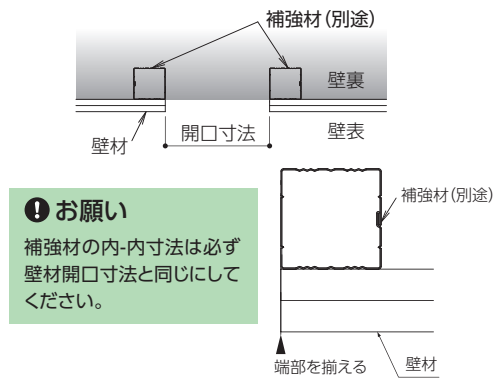 補強材(別途)
壁裏
開口寸法
壁表
壁材
お願い
補強材の内-内寸法は必ず
壁材開口寸法と同じにして
ください。
補強材(別途)
端部を揃える
壁材